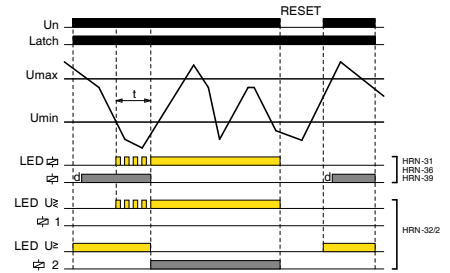 RESET
Un
Latch
Umax
t
Umin
LED
HRN-31
HRN-36
HRN-39
d
d
LED U≥
1
HRN-32/2
LED U≥
2